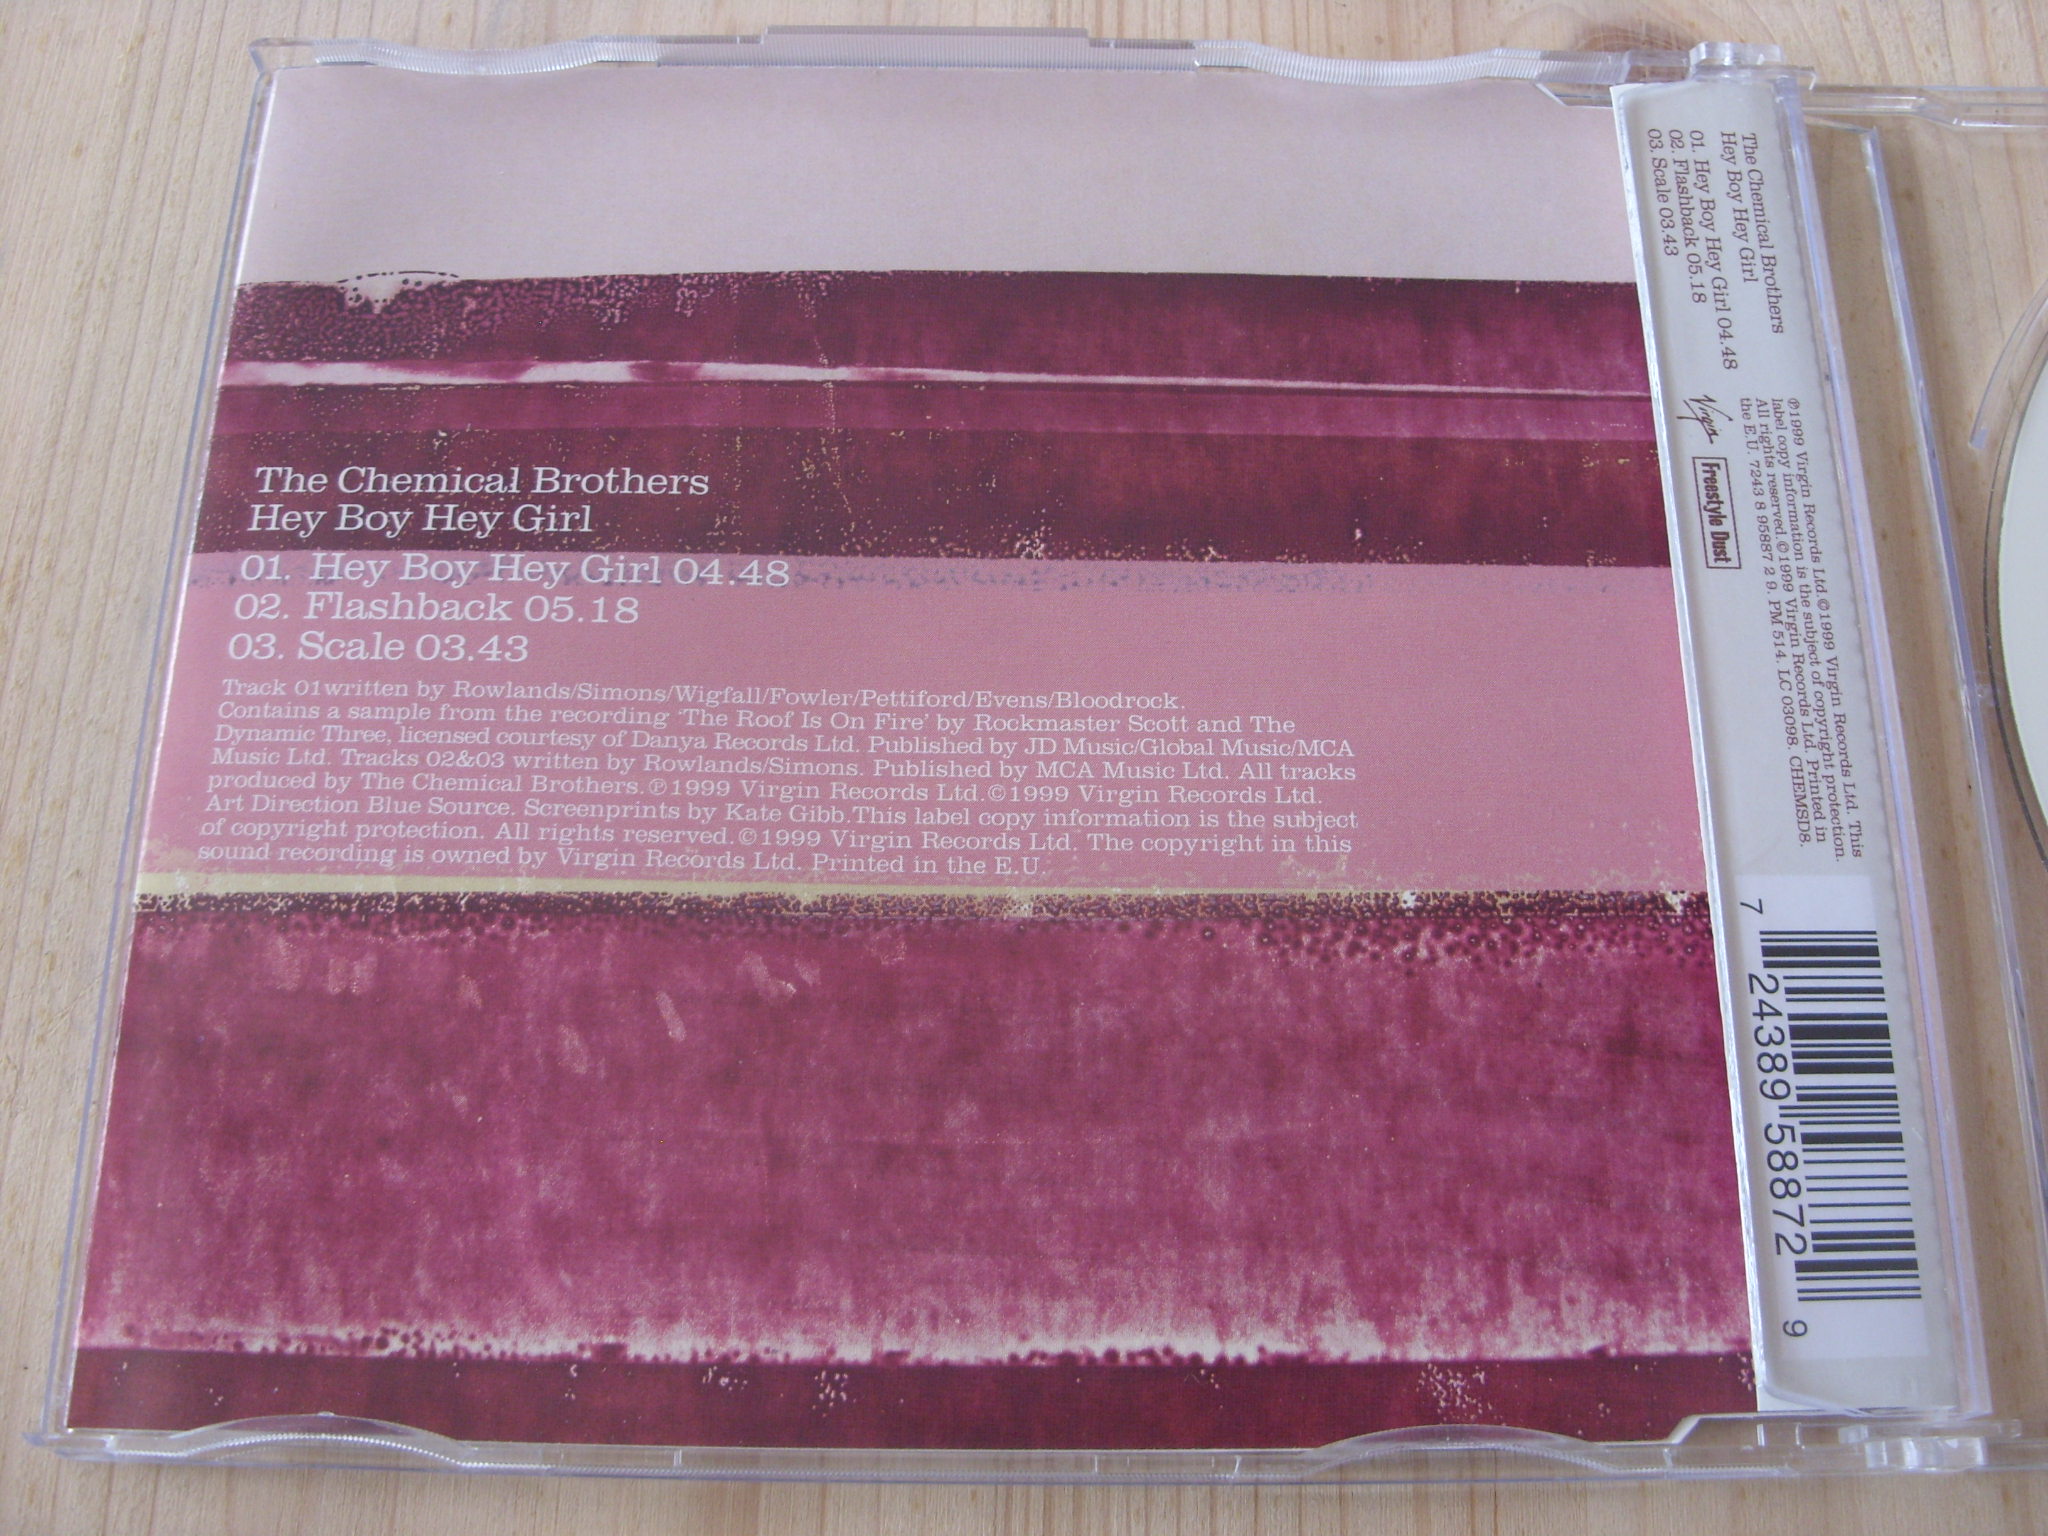 The Chemical Brothers
Hey Boy Hey Girl
01. Hey Boy Hey Girl 04.48
02. Flashback 05.18
03. Scale 03.43
Track 01written by Rowlands/Simons/Wigfall/Fowler/Pettiford/Evens/Bloodrock.
Contains a sample from the recording ‘The Roof Is On Fire’ by Rockmaster Scott and The
Dynamic Three, licensed courtesy of Danya Records Ltd. Published by JD Music/Global Music/MCA
Music Ltd. Tracks 02&03 written by Rowlands/Simons. Published by MCA Music Ltd. All tracks
produced by The Chemical Brothers.℗1999 Virgin Records Ltd.©1999 Virgin Records Ltd.
Art Direction Blue Source. Screenprints by Kate Gibb.This label copy information is the subject
of copyright protection. All rights reserved.©1999 Virgin Records Ltd. The copyright in this
sound recording is owned by Virgin Records Ltd. Printed in the E.U.
The Chemical Brothers
Hey Boy Hey Girl
01. Hey Boy Hey Girl 04.48
02. Flashback 05.18
03. Scale 03.43
℗1999 Virgin Records Ltd.©1999 Virgin Records Ltd. This
label copy information is the subject of copyright protection.
All rights reserved.©1999 Virgin Records Ltd. Printed in
the E.U. 7243 8 95887 2 9. PM 514. LC 03098. CHEMSD8.
Virgin
Freestyle Dust
7 24389 58872 9